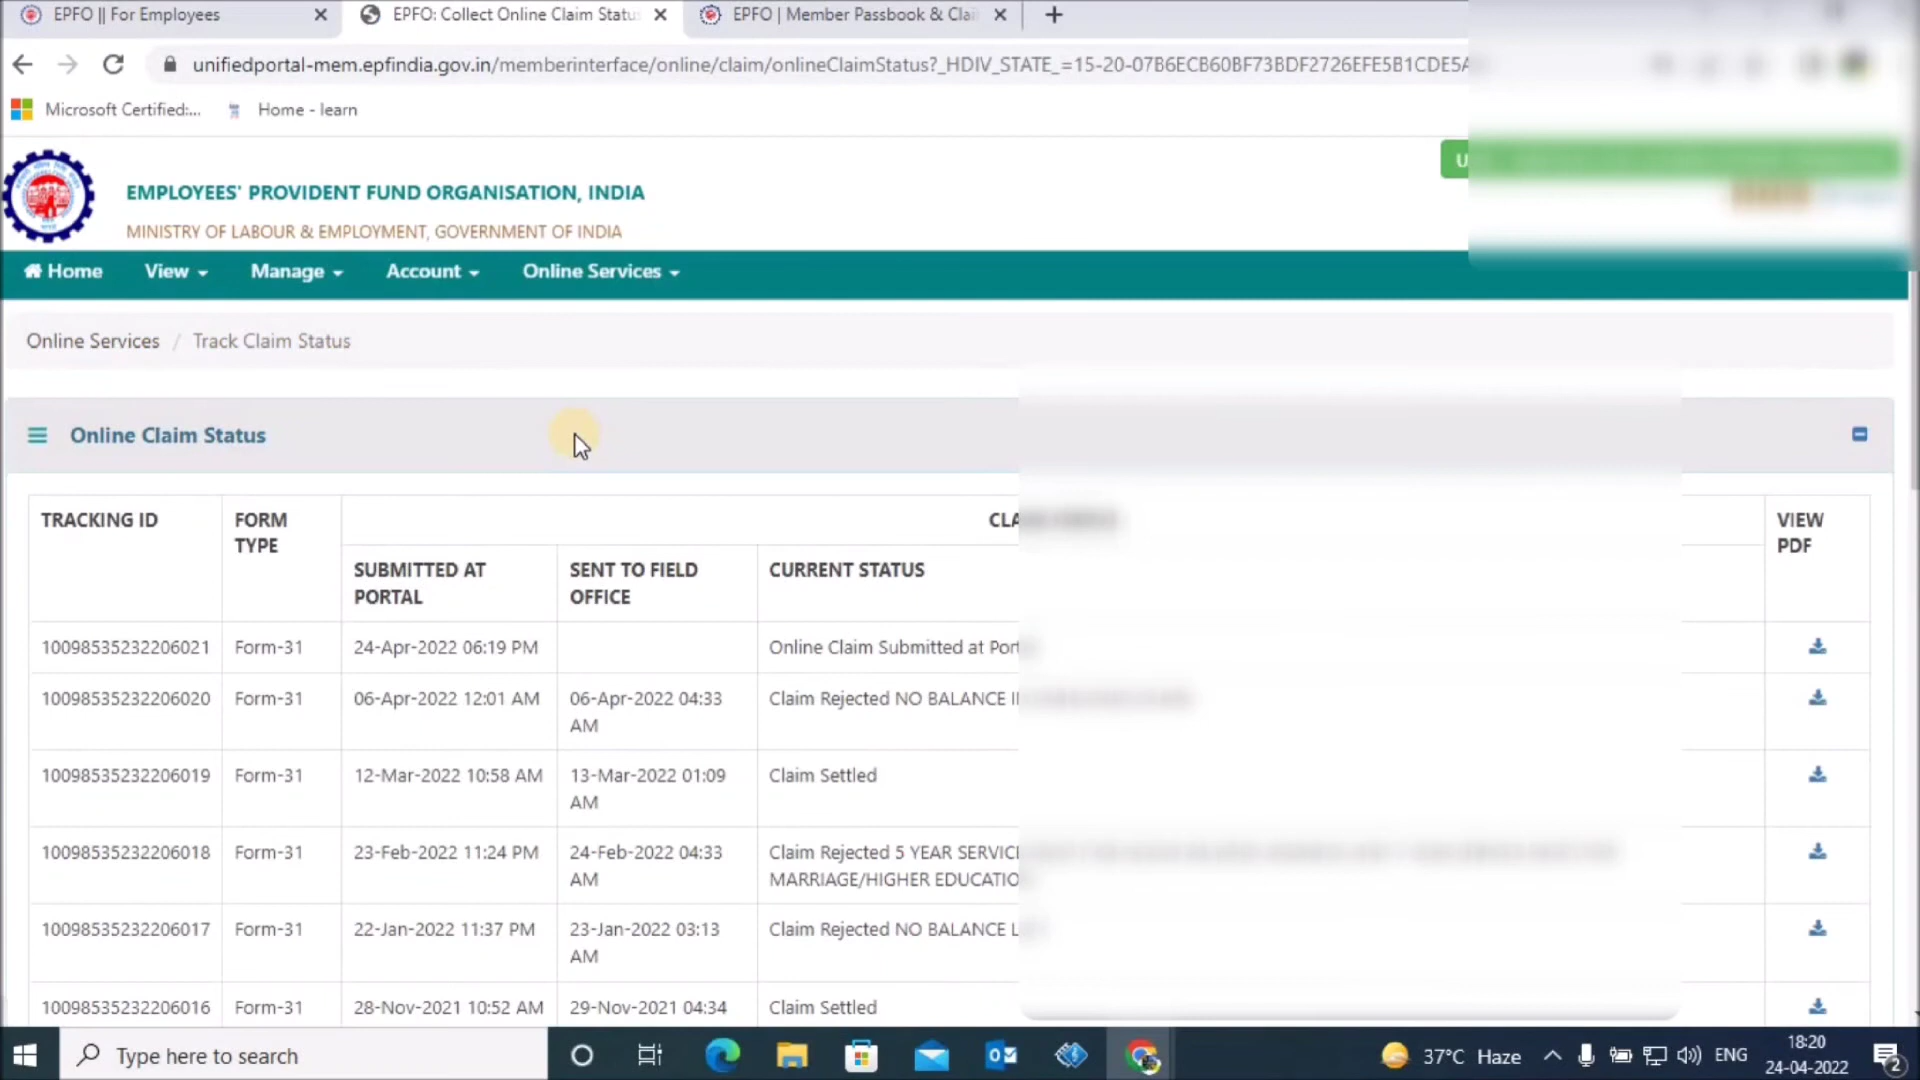 EPFO || For Employees
EPFO: Collect Online Claim Statu
EPFO | Member Passbook & Clai
unifiedportal-mem.epfindia.gov.in/memberinterface/online/claim/onlineClaimStatus?_HDIV_STATE_=15-20-07B6ECB60BF73BDF2726EFE5B1CDE5A
Microsoft Certified:...
Home - learn
U
EMPLOYEES' PROVIDENT FUND ORGANISATION, INDIA
MINISTRY OF LABOUR & EMPLOYMENT, GOVERNMENT OF INDIA
Home View Manage Account Online Services
Online Services / Track Claim Status
Online Claim Status
TRACKING ID
FORM
TYPE
CLA
VIEW
PDF
SUBMITTED AT
PORTAL
SENT TO FIELD
OFFICE
CURRENT STATUS
10098535232206021 Form-31 24-Apr-2022 06:19 PM Online Claim Submitted at Port
10098535232206020 Form-31 06-Apr-2022 12:01 AM 06-Apr-2022 04:33 Claim Rejected NO BALANCE
AM
10098535232206019 Form-31 12-Mar-2022 10:58 AM 13-Mar-2022 01:09 Claim Settled
AM
10098535232206018 Form-31 23-Feb-2022 11:24 PM 24-Feb-2022 04:33 Claim Rejected 5 YEAR SERVICE
AM MARRIAGE/HIGHER EDUCATIO
10098535232206017 Form-31 22-Jan-2022 11:37 PM 23-Jan-2022 03:13 Claim Rejected NO BALANCE L
AM
10098535232206016 Form-31 28-Nov-2021 10:52 AM 29-Nov-2021 04:34 Claim Settled
Type here to search
37°C Haze
ENG
18:20
24-04-2022
2